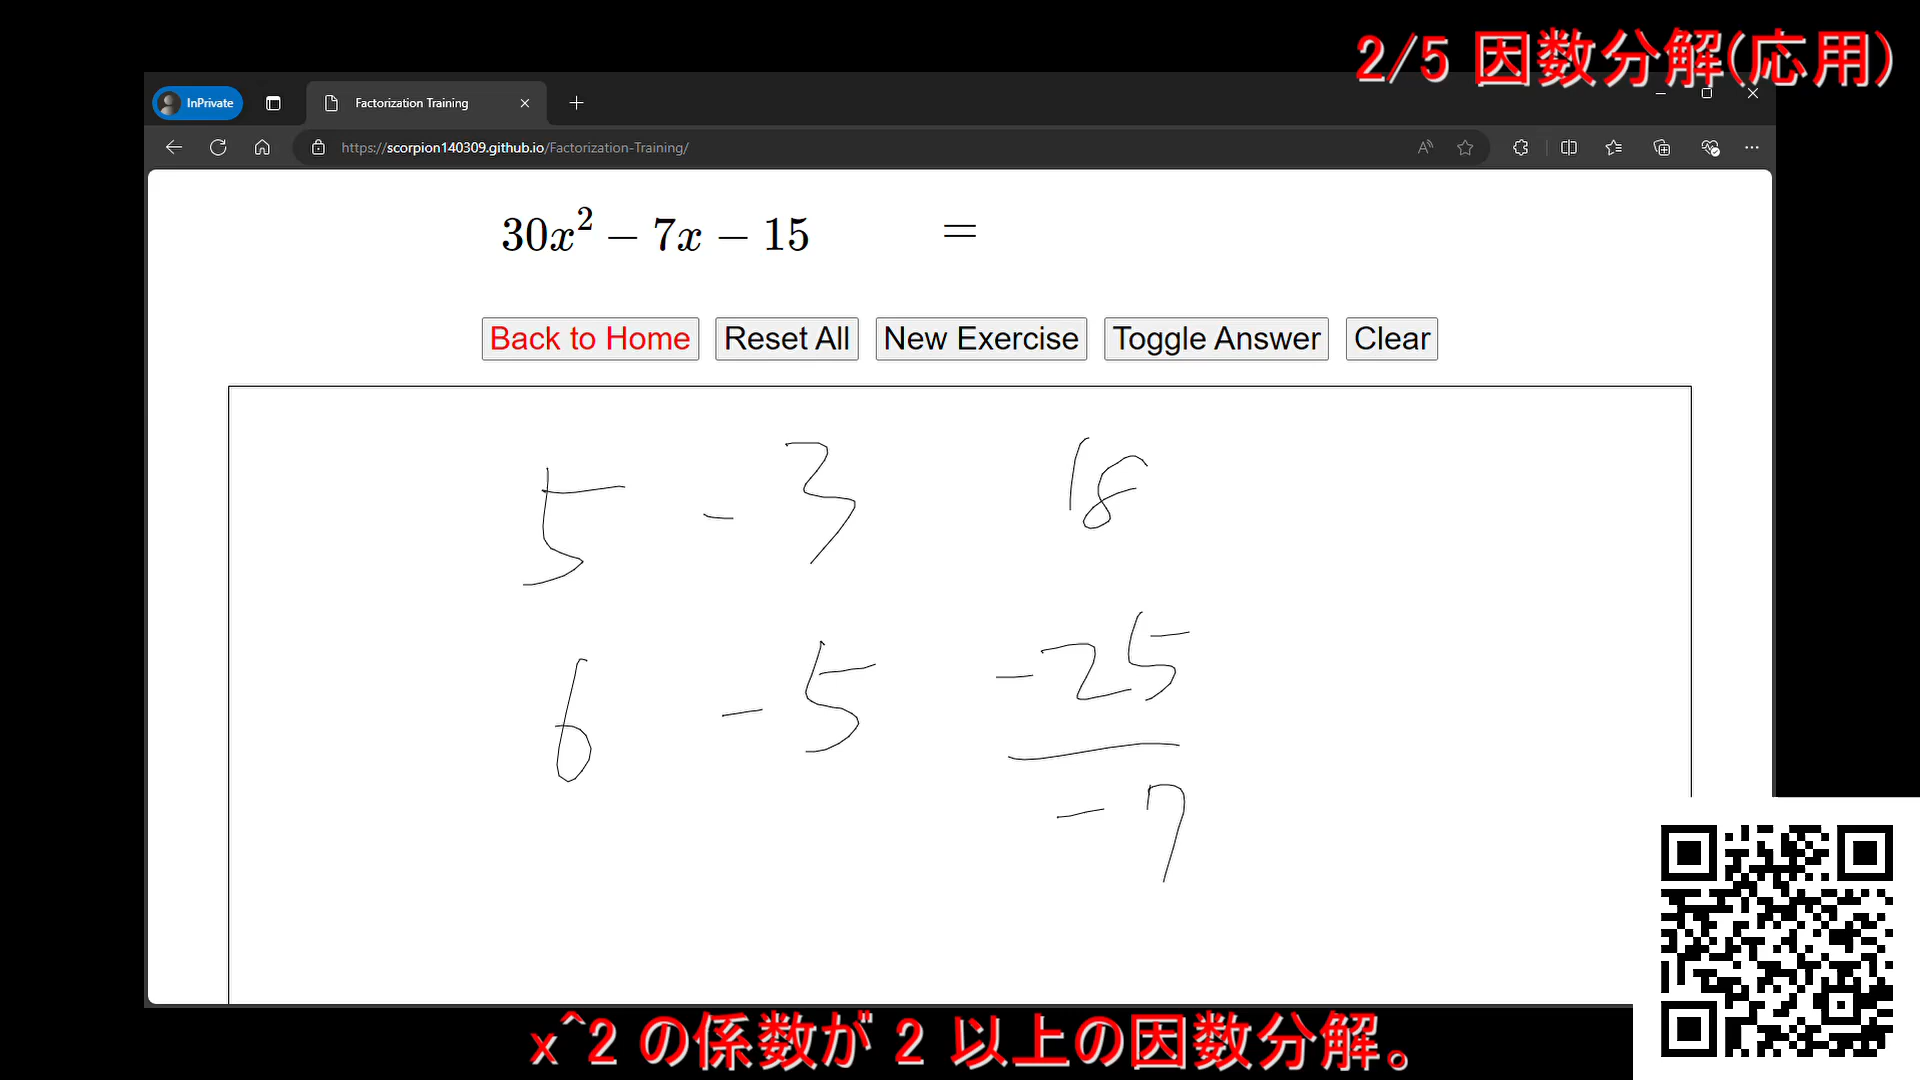 2/5 因数分解(応用)
InPrivate
Factorization Training
https://scorpion140309.github.io/Factorization-Training/
30x² − 7x − 15 =
Back to Home Reset All New Exercise Toggle Answer Clear
5 - 3 18
6 - 5 -25
-7
x^2 の係数が 2 以上の因数分解。